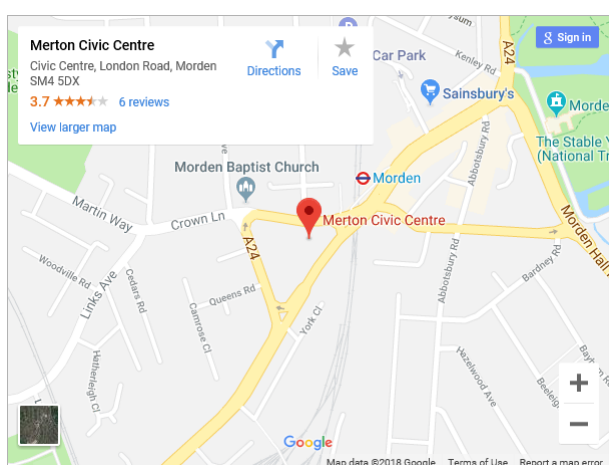 Merton Civic Centre
Civic Centre, London Road, Morden
SM4 5DX
3.7
6 reviews
View larger map
Directions
Save
Sign in
Car Park
Kenley Rd
A24
Sainsbury's
Abbotsbury Rd
Morde
The Stable Y
(National Tr
Morden Baptist Church
Morden
Martin Way
Crown Ln
Merton Civic Centre
Morden Hall
A24
Woodville Rd
Links Ave
Cedars Rd
Queens Rd
Camrose Cl
York Cl
Abbotsbury Rd
Bardney Rd
Hatherleigh Cl
Hazelwood Ave
Beeleig
Google
Map data ©2018 Google
Terms of Use
Report a map error